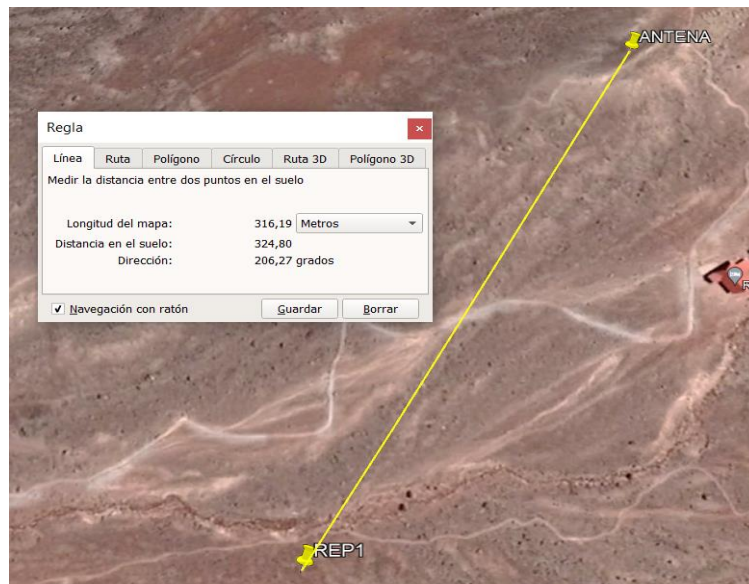 ANTENA
Regla
Línea Ruta Polígono Círculo Ruta 3D Polígono 3D
Medir la distancia entre dos puntos en el suelo
Longitud del mapa: 316,19 Metros
Distancia en el suelo: 324,80
Dirección: 206,27 grados
Navegación con ratón Guardar Borrar
R
REP1